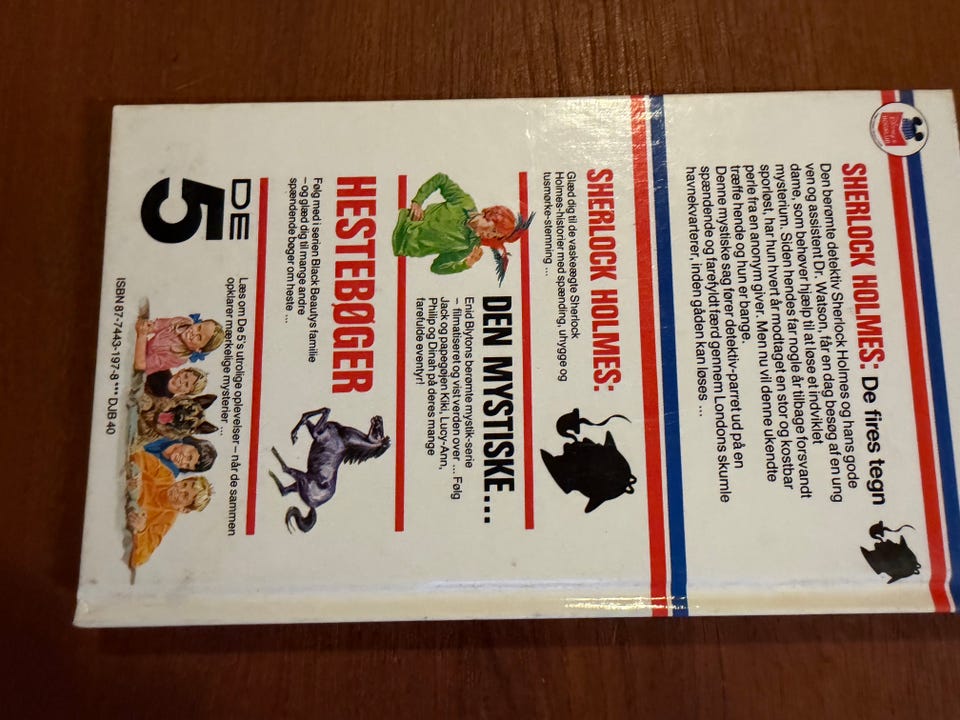 SHERLOCK HOLMES: De fires tegn
Den berømte detektiv Sherlock Holmes og hans gode
ven og assistent Dr. Watson, får en dag besøg af en ung
dame, som behøver hjælp til at løse et indviklet
mysterium. Siden hendes far nogle år tilbage forsvandt
sporløst, har hun hvert år modtaget en stor og kostbar
perle fra en anonym giver. Men nu vil denne ukendte
træffe hende og hun er bange.
Denne mystiske sag fører detektiv-parret ud på en
spændende og farefyldt færd gennem Londons skumle
havnekvarterer, inden gåden kan løses ...
SHERLOCK HOLMES:
Glæd dig til de vaskeægte Sherlock
Holmes-historier med spænding, uhygge og
tusmørke-stemning ...
DEN MYSTISKE...
Enid Blytons berømte mystik-serie
– filmatiseret og vist verden over ... Følg
Jack og papegøjen Kiki, Lucy-Ann,
Philip og Dinah på deres mange
farefulde eventyr!
HESTEBØGER
Følg med i serien Black Beautys familie
– og glæd dig til mange andre
spændende bøger om heste ...
DE
5
Læs om De 5's utrolige oplevelser – når de sammen
opklarer mærkelige mysterier ...
ISBN 87-7443-197-8 *** DJB 40